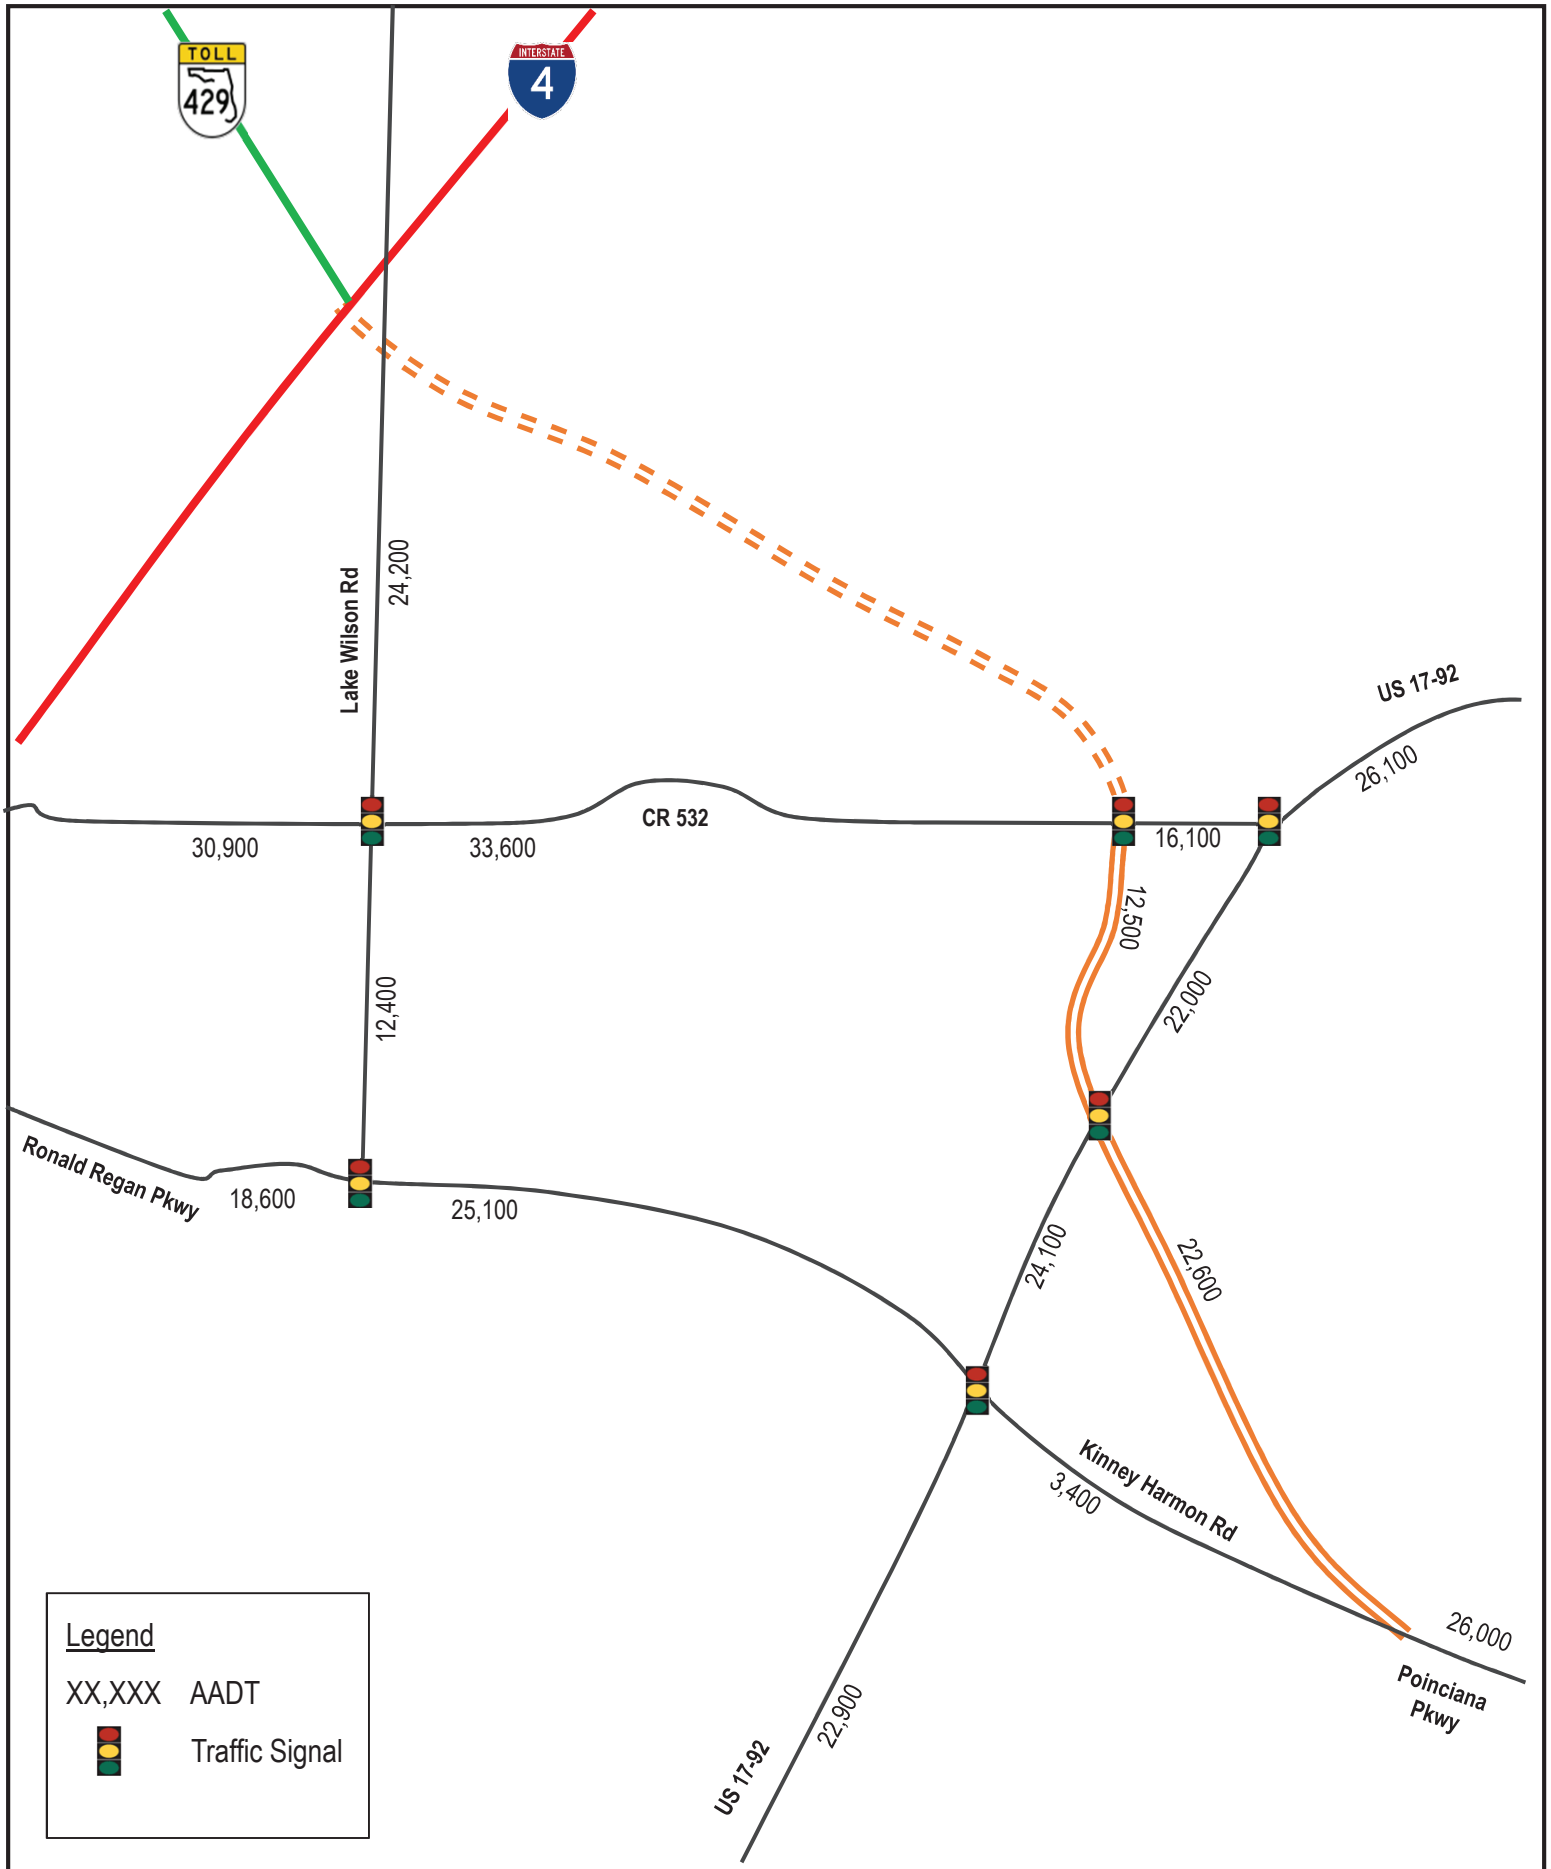 TOLL
429
INTERSTATE
4
24,200
Lake Wilson Rd
US 17-92
26,100
CR 532
30,900
33,600
16,100
12,500
22,000
12,400
Ronald Regan Pkwy
18,600
25,100
24,100
22,600
Kinney Harmon Rd
3,400
26,000
Poinciana
Pkwy
22,900
US 17-92
Legend
XX,XXX AADT
Traffic Signal